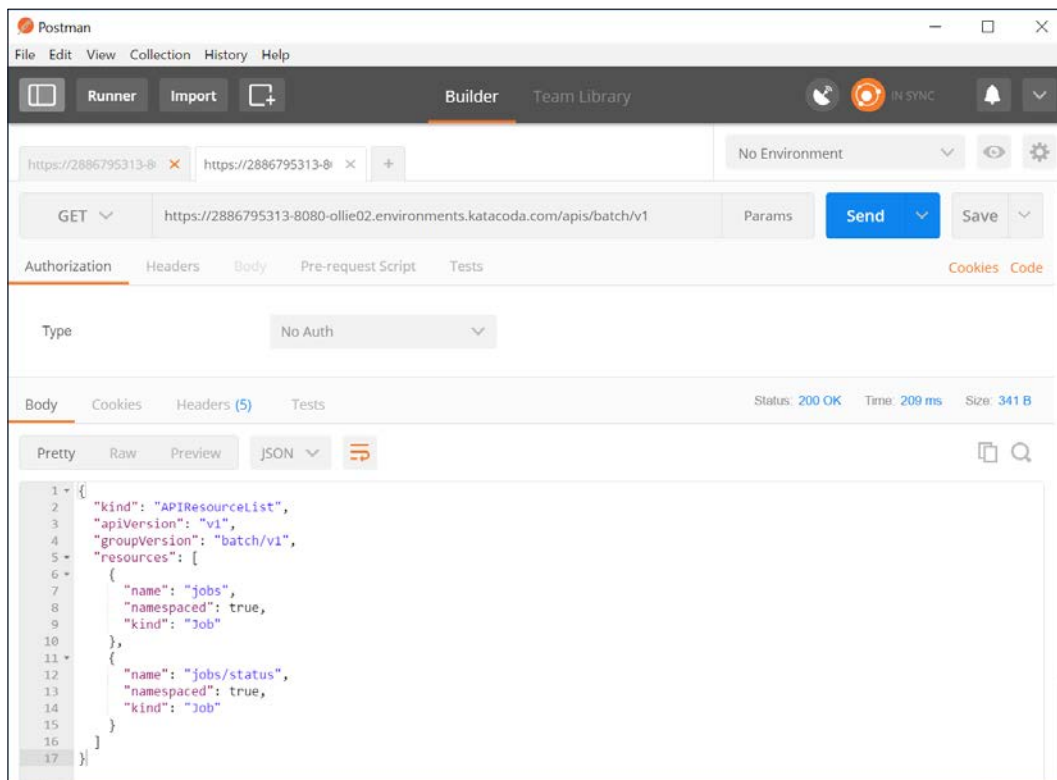 Postman
File Edit View Collection History Help
Runner Import Builder Team Library IN SYNC
https://2886795313-8 https://2886795313-8 + No Environment
GET https://2886795313-8080-ollie02.environments.katacoda.com/apis/batch/v1 Params Send Save
Authorization Headers Body Pre-request Script Tests Cookies Code
Type No Auth
Body Cookies Headers (5) Tests Status: 200 OK Time: 209 ms Size: 341 B
Pretty Raw Preview JSON
1 {
2 "kind": "APIResourceList",
3 "apiVersion": "v1",
4 "groupVersion": "batch/v1",
5 "resources": [
6 {
7 "name": "jobs",
8 "namespaced": true,
9 "kind": "Job"
10 },
11 {
12 "name": "jobs/status",
13 "namespaced": true,
14 "kind": "Job"
15 }
16 ]
17 }